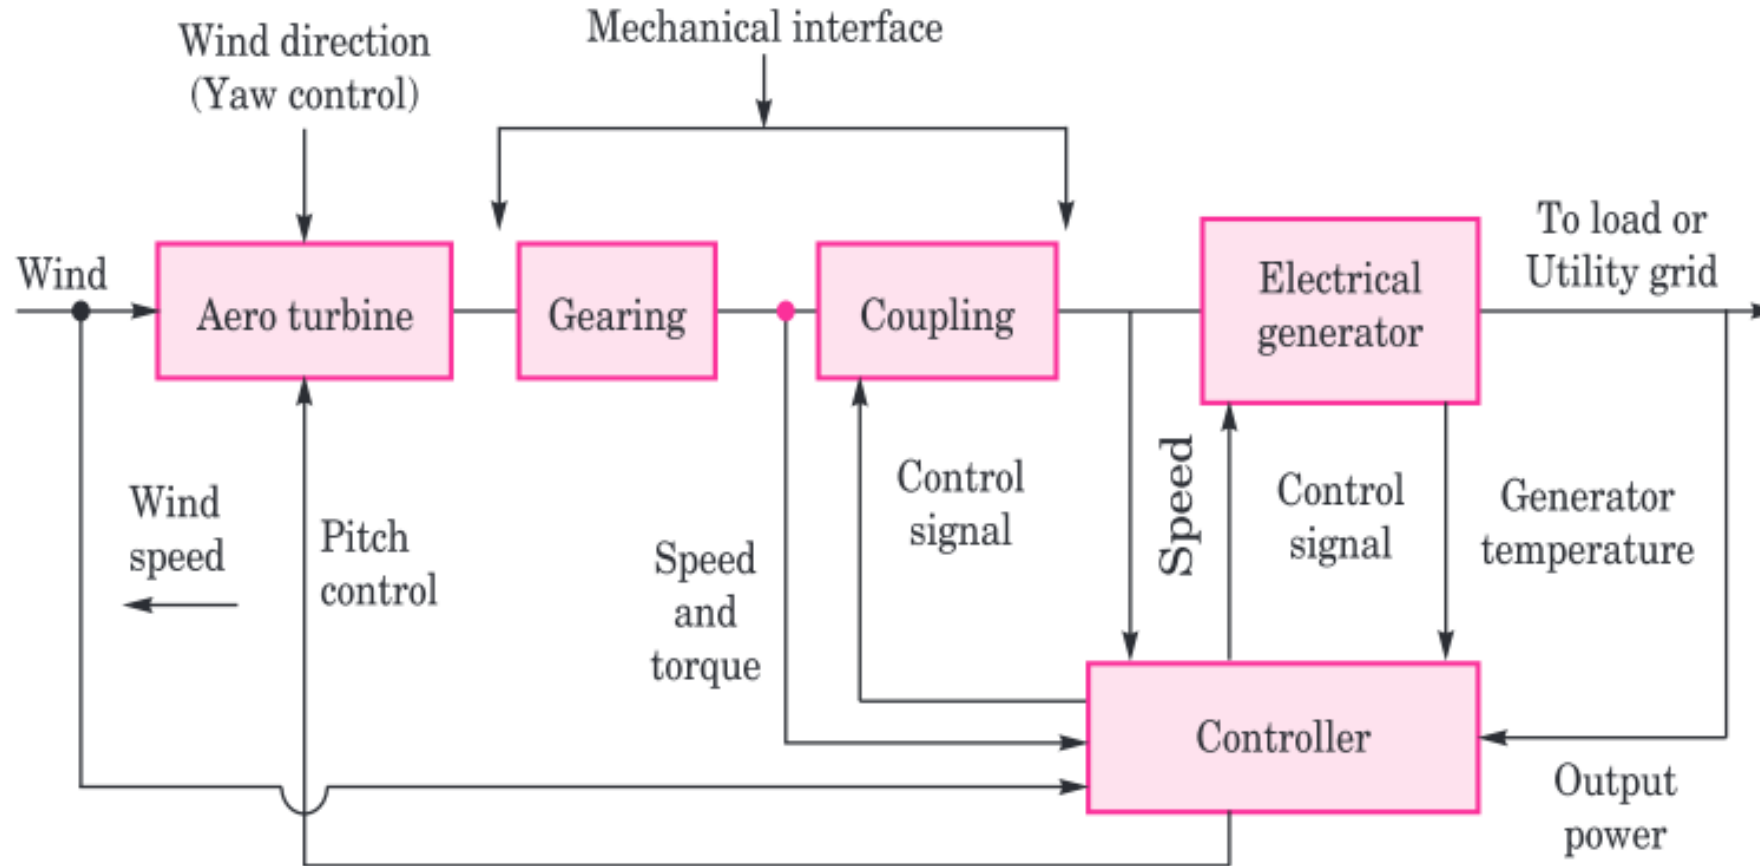 Mechanical interface
Wind direction
(Yaw control)
To load or
Utility grid
Wind
Aero turbine
Gearing
Coupling
Electrical
generator
Wind
speed
Pitch
control
Speed
and
torque
Control
signal
Speed
Control
signal
Generator
temperature
Controller
Output
power